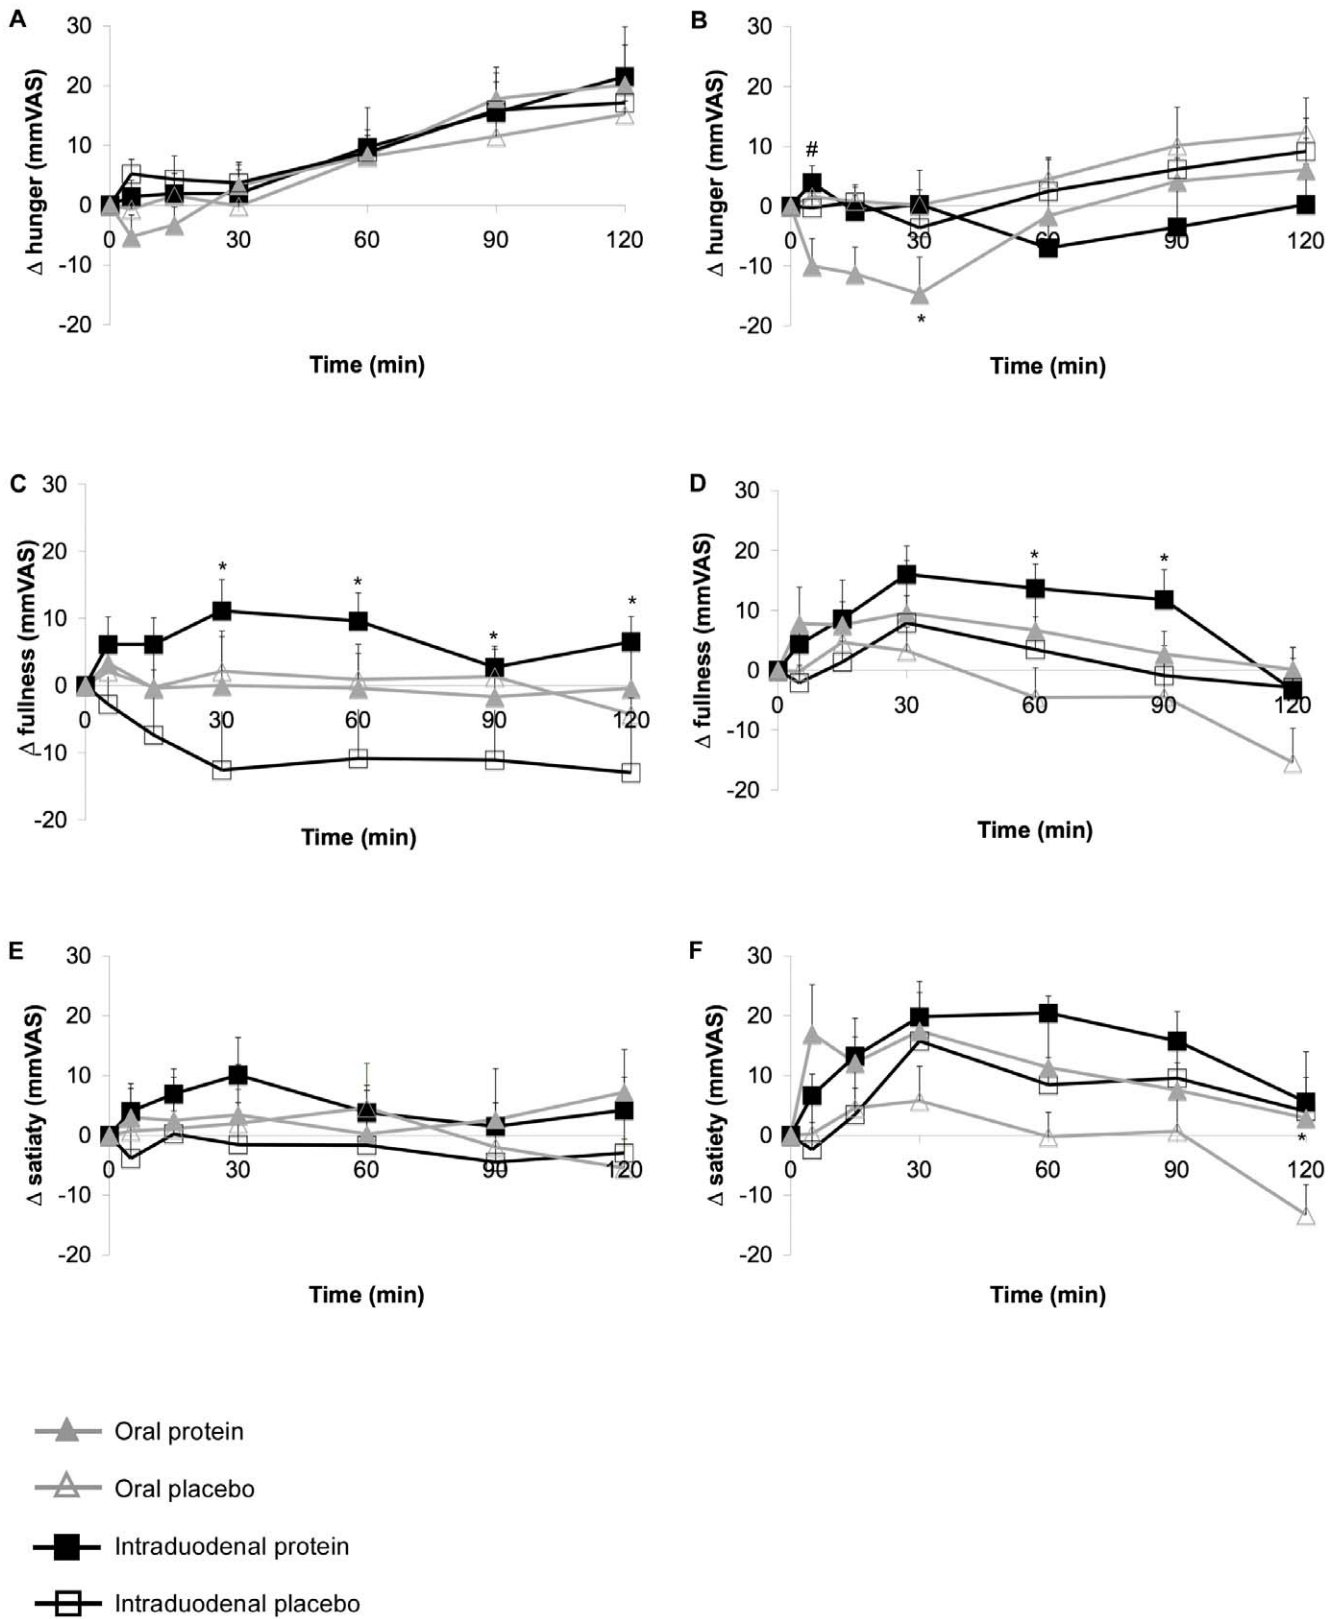 A
30
20
10
0
-10
-20
Δ hunger (mmVAS)
0 30 60 90 120
Time (min)
B
30
20
10
0
-10
-20
Δ hunger (mmVAS)
#
*
0 30 60 90 120
Time (min)
C
30
20
10
0
-10
-20
Δ fullness (mmVAS)
* * * *
0 30 60 90 120
Time (min)
D
30
20
10
0
-10
-20
Δ fullness (mmVAS)
* *
0 30 60 90 120
Time (min)
E
30
20
10
0
-10
-20
Δ satiaty (mmVAS)
0 30 60 90 120
Time (min)
F
30
20
10
0
-10
-20
Δ satiety (mmVAS)
*
0 30 60 90 120
Time (min)
Oral protein
Oral placebo
Intraduodenal protein
Intraduodenal placebo